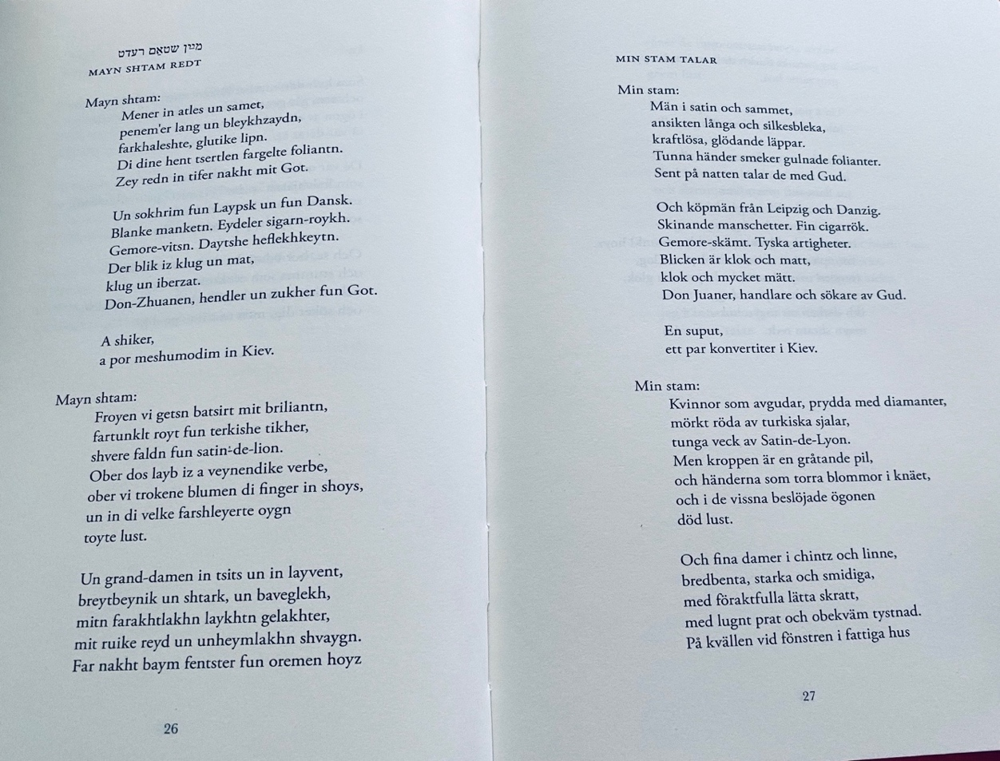 מײַן שטאַם רעדט
MAYN SHTAM REDT
Mayn shtam:
Mener in atles un samet,
penem'er lang un bleykhzaydn,
farkhaleshte, glutike lipn.
Di dine hent tsertlen fargelte foliantn.
Zey redn in tifer nakht mit Got.
Un sokhrim fun Laypsk un fun Dansk.
Blanke manketn. Eydeler sigarn-roykh.
Gemore-vitsn. Daytshe heflekhkeytn.
Der blik iz klug un mat,
klug un iberzat.
Don-Zhuanen, hendler un zukher fun Got.
A shiker,
a por meshumodim in Kiev.
Mayn shtam:
Froyen vi getsn batsirt mit briliantn,
fartunklt royt fun terkishe tikher,
shvere faldn fun satin-de-lion.
Ober dos layb iz a veynendike verbe,
ober vi trokene blumen di finger in shoys,
un in di velke farshleyerte oygn
toyte lust.
Un grand-damen in tsits un in layvent,
breytbeynik un shtark, un baveglekh,
mitn farakhtlakhn laykhtn gelakhter,
mit ruike reyd un unheymlakhn shvaygn.
Far nakht baym fentster fun oremen hoyz
26
MIN STAM TALAR
Min stam:
Män i satin och sammet,
ansikten långa och silkesbleka,
kraftlösa, glödande läppar.
Tunna händer smeker gulnade folianter.
Sent på natten talar de med Gud.
Och köpmän från Leipzig och Danzig.
Skinande manschetter. Fin cigarrök.
Gemore-skämt. Tyska artigheter.
Blicken är klok och matt,
klok och mycket mätt.
Don Juaner, handlare och sökare av Gud.
En suput,
ett par konvertiter i Kiev.
Min stam:
Kvinnor som avgudar, prydda med diamanter,
mörkt röda av turkiska sjalar,
tunga veck av Satin-de-Lyon.
Men kroppen är en gråtande pil,
och händerna som torra blommor i knäet,
och i de vissna beslöjade ögonen
död lust.
Och fina damer i chintz och linne,
bredbenta, starka och smidiga,
med föraktfulla lätta skratt,
med lugnt prat och obekväm tystnad.
På kvällen vid fönstren i fattiga hus
27